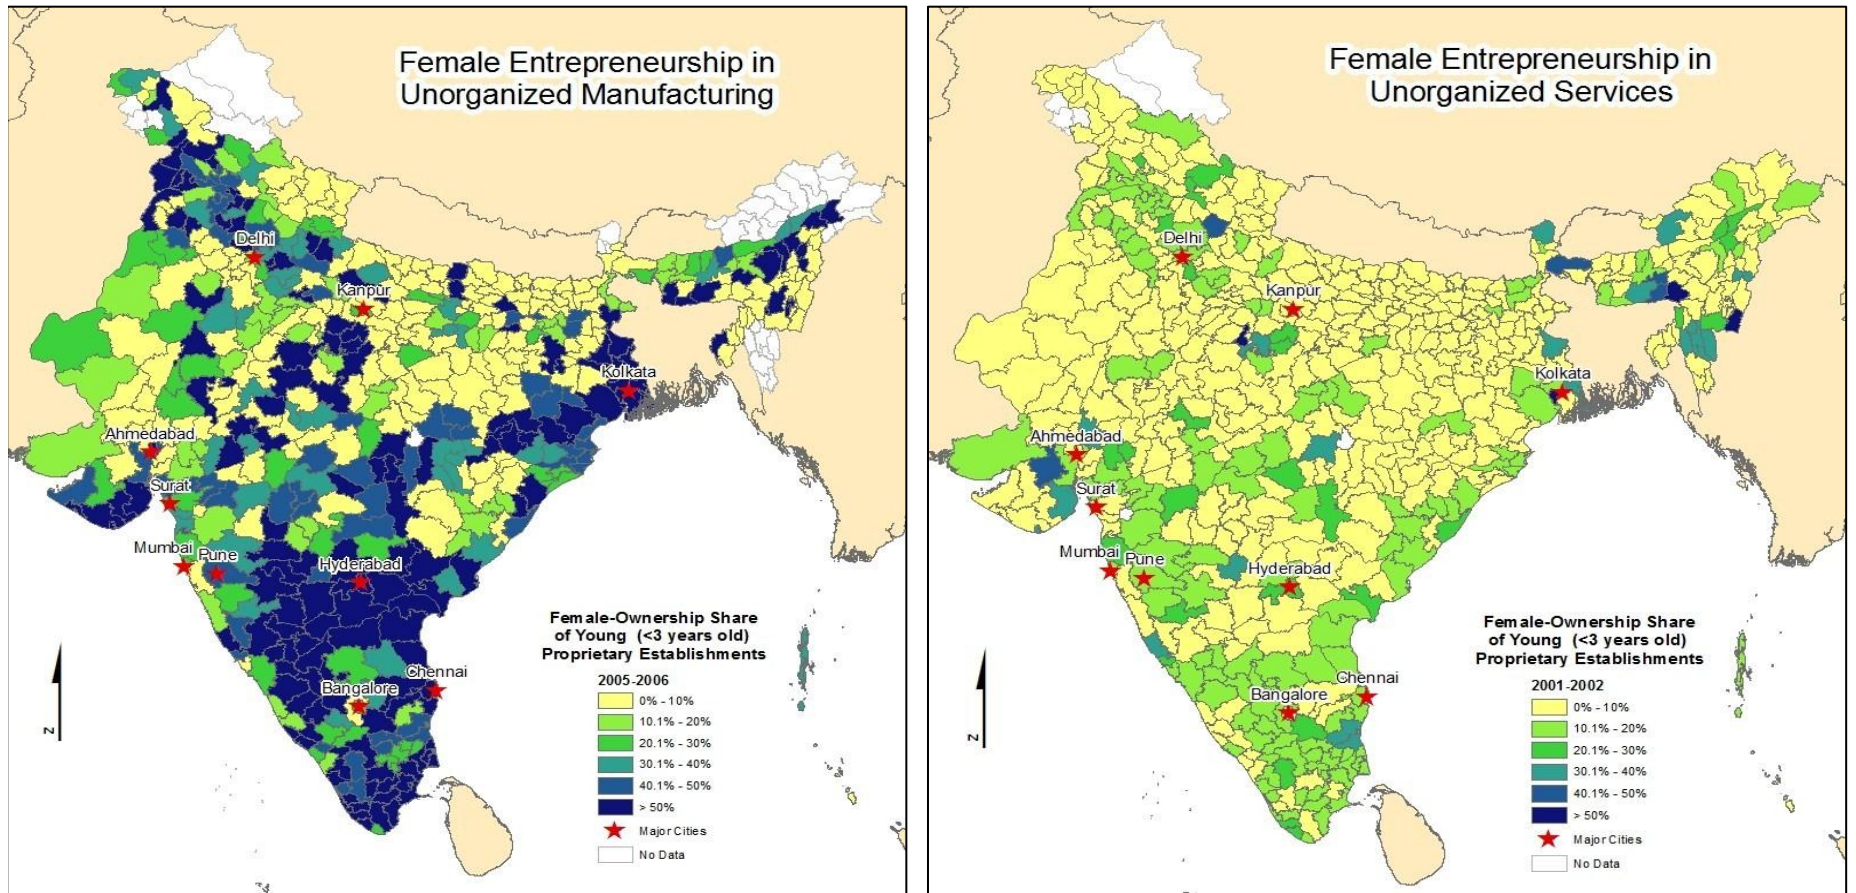 Female Entrepreneurship in
Unorganized Manufacturing
Delhi
Kanpur
Kolkata
Ahmedabad
Surat
Mumbai
Pune
Hyderabad
Chennai
Bangalore
Female-Ownership Share
of Young (<3 years old)
Proprietary Establishments
2005-2006
0% - 10%
10.1% - 20%
20.1% - 30%
30.1% - 40%
40.1% - 50%
> 50%
Major Cities
No Data
N
Female Entrepreneurship in
Unorganized Services
Delhi
Kanpur
Kolkata
Ahmedabad
Surat
Mumbai
Pune
Hyderabad
Chennai
Bangalore
Female-Ownership Share
of Young (<3 years old)
Proprietary Establishments
2001-2002
0% - 10%
10.1% - 20%
20.1% - 30%
30.1% - 40%
40.1% - 50%
> 50%
Major Cities
No Data
N